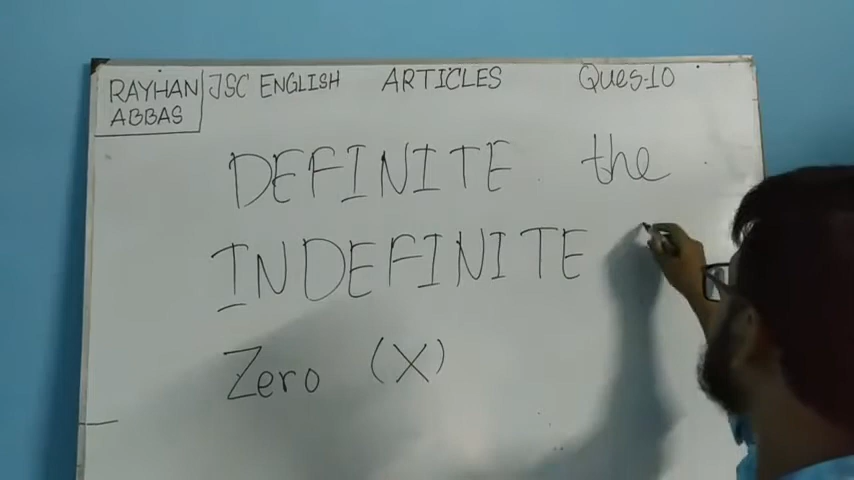 RAYHAN ABBAS JSC ENGLISH ARTICLES Ques-10
DEFINITE the
INDEFINITE
Zero (X)